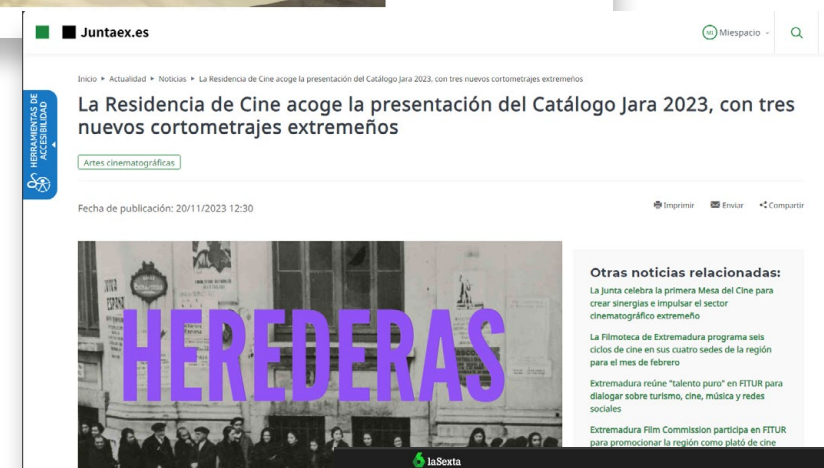 Juntaex.es
Miespacio
Inicio ▸ Actualidad ▸ Noticias ▸ La Residencia de Cine acoge la presentación del Catálogo Jara 2023, con tres nuevos cortometrajes extremeños
HERRAMIENTAS DE
ACCESIBILIDAD
La Residencia de Cine acoge la presentación del Catálogo Jara 2023, con tres
nuevos cortometrajes extremeños
Artes cinematográficas
Fecha de publicación: 20/11/2023 12:30
Imprimir Enviar Compartir
HEREDERAS
ESPAÑA
Otras noticias relacionadas:
La Junta celebra la primera Mesa del Cine para
crear sinergias e impulsar el sector
cinematográfico extremeño
La Filmoteca de Extremadura programa seis
ciclos de cine en sus cuatro sedes de la región
para el mes de febrero
Extremadura reúne "talento puro" en FITUR para
dialogar sobre turismo, cine, música y redes
sociales
Extremadura Film Commission participa en FITUR
para promocionar la región como plató de cine
laSexta